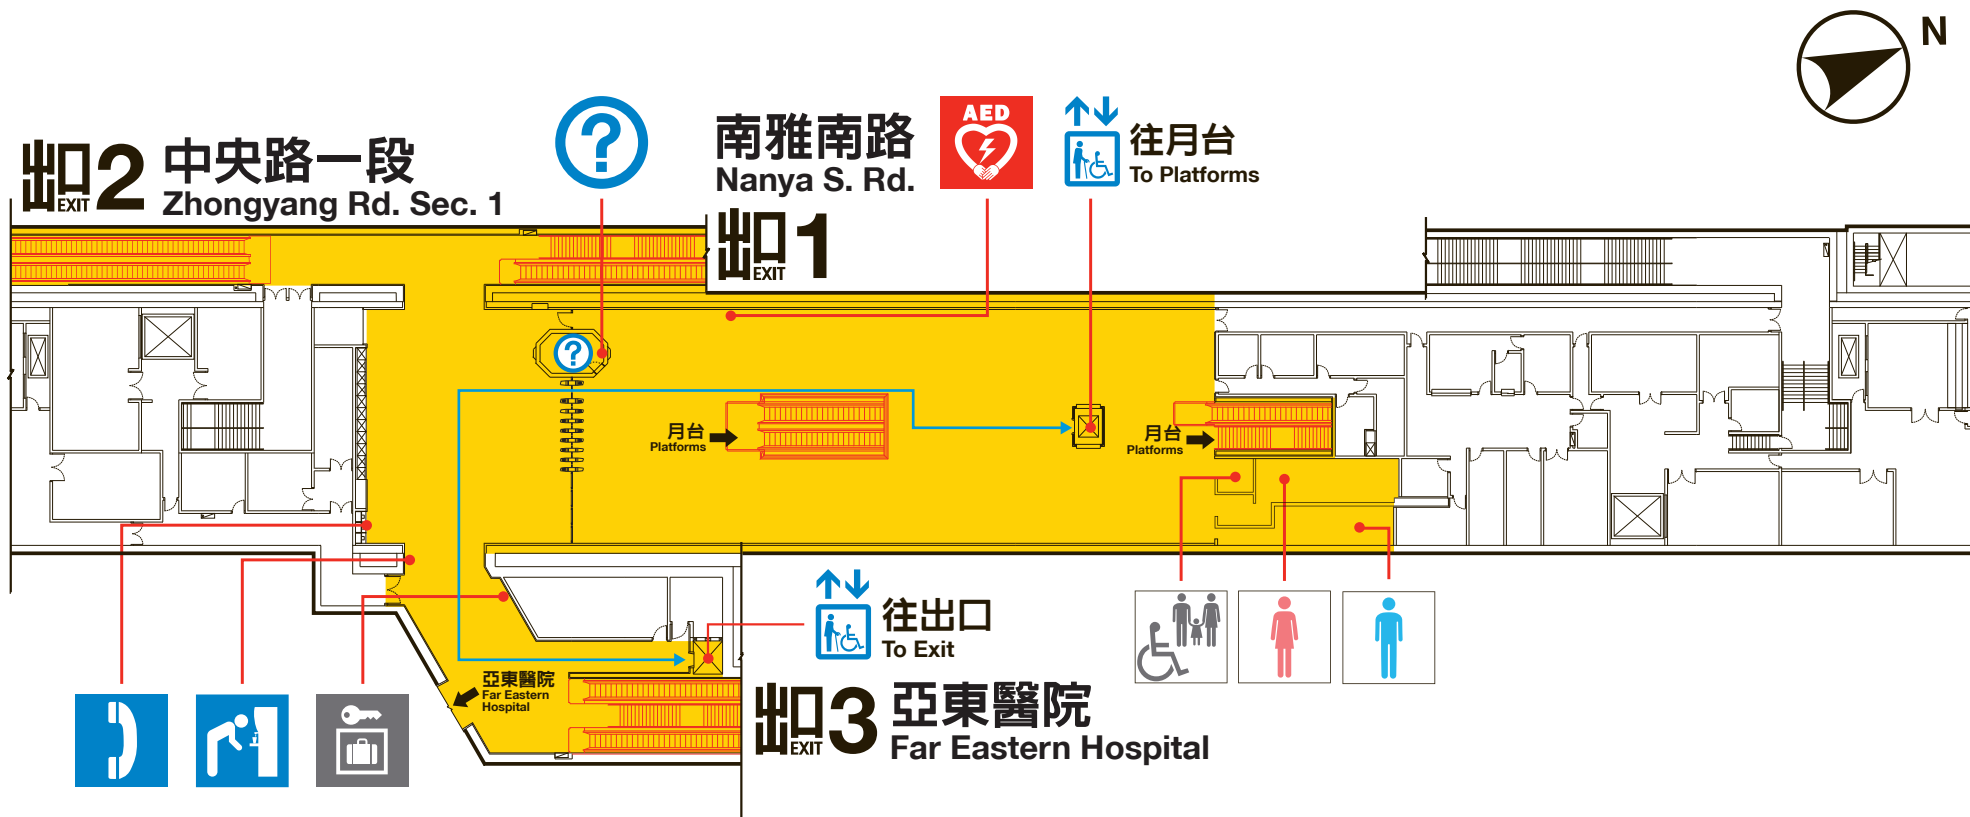 N
出口2
EXIT
中央路一段
Zhongyang Rd. Sec. 1
?
南雅南路
Nanya S. Rd.
出口1
EXIT
AED
往月台
To Platforms
?
月台
Platforms
月台
Platforms
往出口
To Exit
亞東醫院
Far Eastern
Hospital
出口3
EXIT
亞東醫院
Far Eastern Hospital